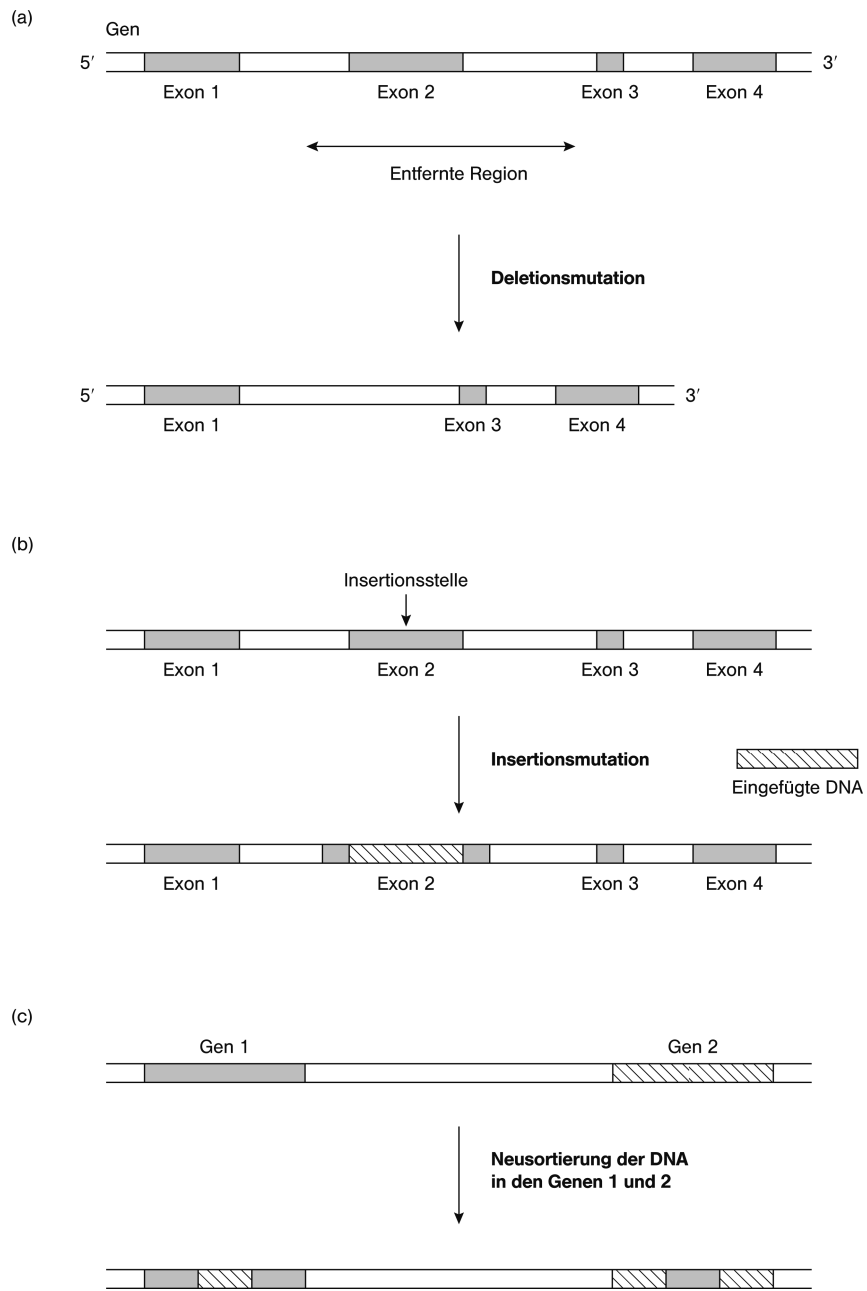 (a)
Gen
5′ 3′
Exon 1 Exon 2 Exon 3 Exon 4
Entfernte Region
Deletionsmutation
5′ 3′
Exon 1 Exon 3 Exon 4
(b)
Insertionsstelle
Exon 1 Exon 2 Exon 3 Exon 4
Insertionsmutation
Eingefügte DNA
Exon 1 Exon 2 Exon 3 Exon 4
(c)
Gen 1 Gen 2
Neusortierung der DNA
in den Genen 1 und 2